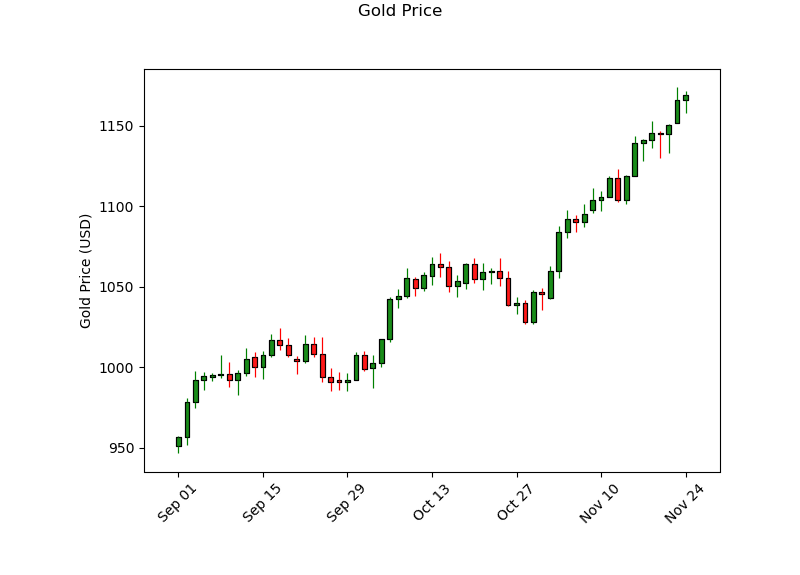 Gold Price
Gold Price (USD)
1150
1100
1050
1000
950
Sep 01
Sep 15
Sep 29
Oct 13
Oct 27
Nov 10
Nov 24